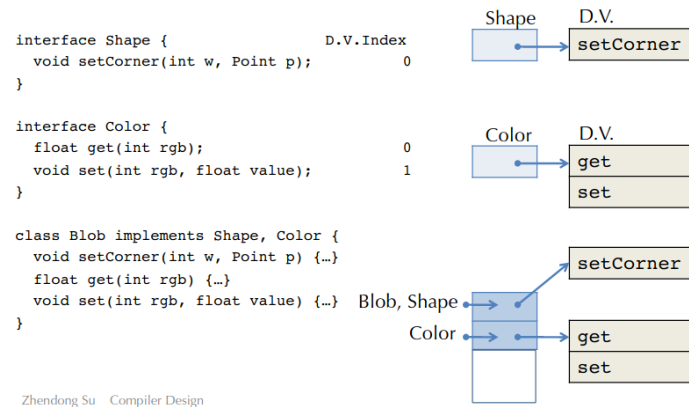 interface Shape {                    D.V.Index
  void setCorner(int w, Point p);            0
}
interface Color {
  float get(int rgb);                        0
  void set(int rgb, float value);            1
}
class Blob implements Shape, Color {
  void setCorner(int w, Point p) {…}
  float get(int rgb) {…}
  void set(int rgb, float value) {…}
}
Shape D.V.
setCorner
Color D.V.
get
set
setCorner
Blob, Shape
Color
get
set
Zhendong Su Compiler Design